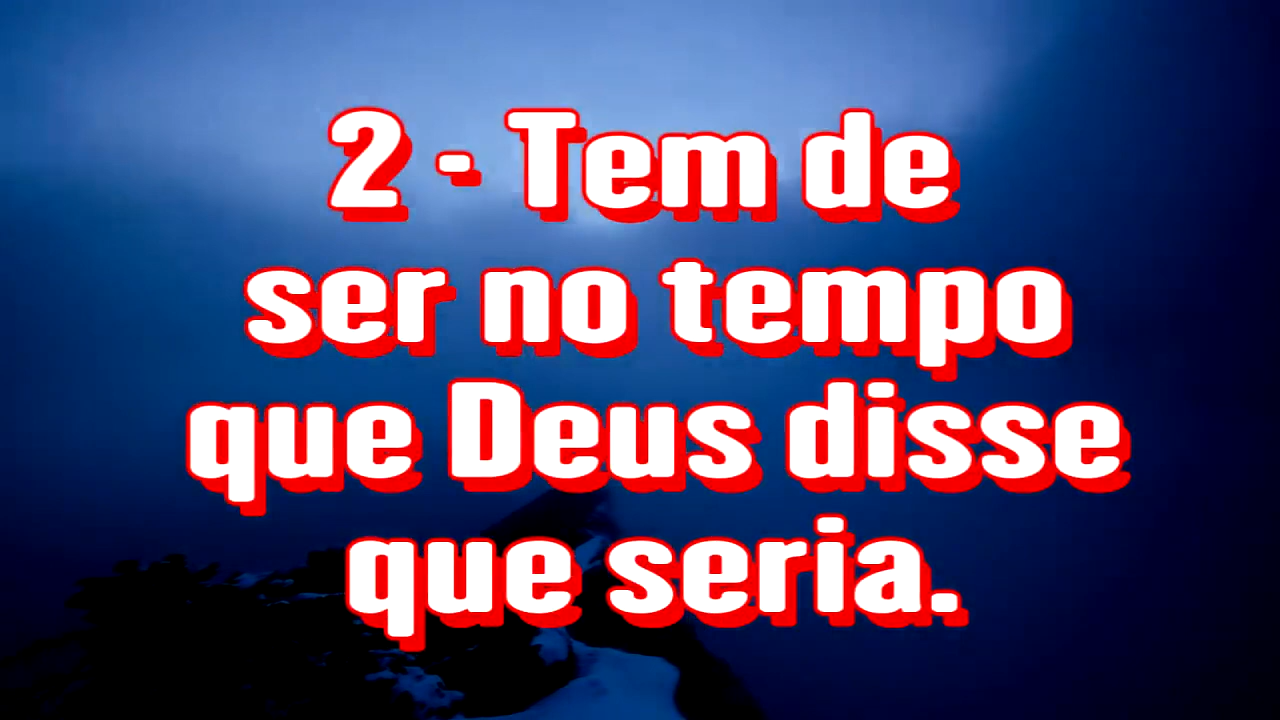 2 - Tem de
ser no tempo
que Deus disse
que seria.